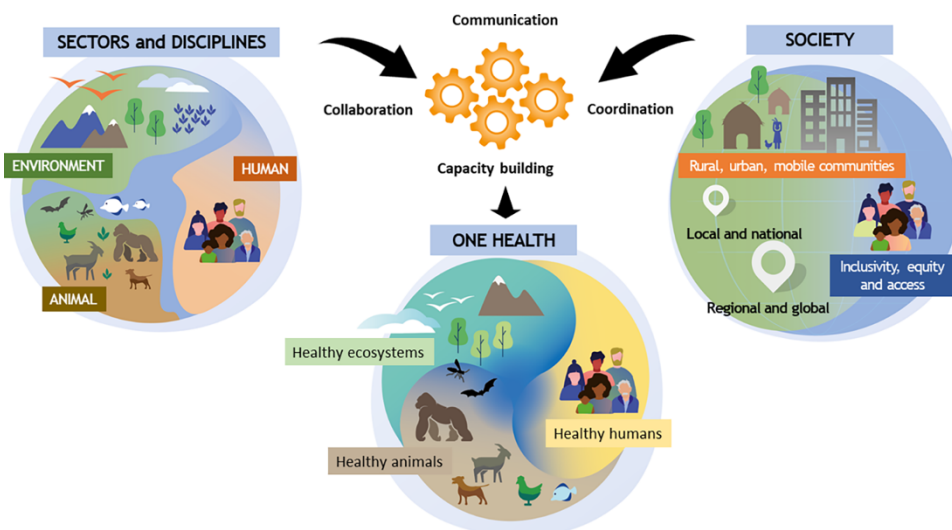 SECTORS and DISCIPLINES
ENVIRONMENT
HUMAN
ANIMAL
Communication
Collaboration
Coordination
Capacity building
SOCIETY
Rural, urban, mobile communities
Local and national
Inclusivity, equity
and access
Regional and global
ONE HEALTH
Healthy ecosystems
Healthy humans
Healthy animals